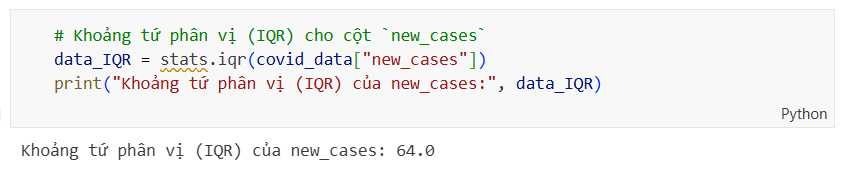 # Khoảng tứ phân vị (IQR) cho cột `new_cases`
data_IQR = stats.iqr(covid_data["new_cases"])
print("Khoảng tứ phân vị (IQR) của new_cases:", data_IQR)
Python
Khoảng tứ phân vị (IQR) của new_cases: 64.0